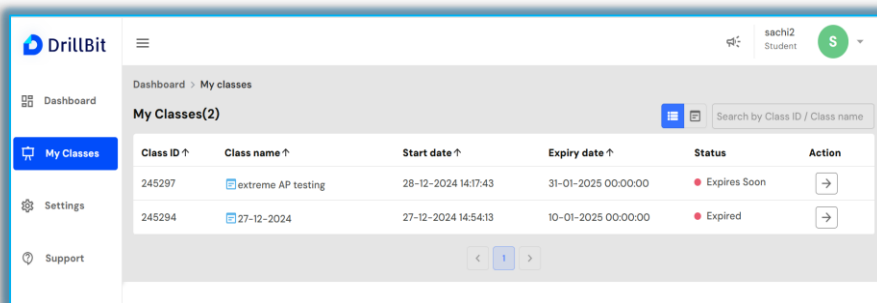 DrillBit
sachi2
Student
S
Dashboard > My classes
Dashboard
My Classes(2)
Search by Class ID / Class name
My Classes
Class ID ↑ Class name ↑ Start date ↑ Expiry date ↑ Status Action
245297 extreme AP testing 28-12-2024 14:17:43 31-01-2025 00:00:00 Expires Soon
Settings
245294 27-12-2024 27-12-2024 14:54:13 10-01-2025 00:00:00 Expired
Support
< 1 >